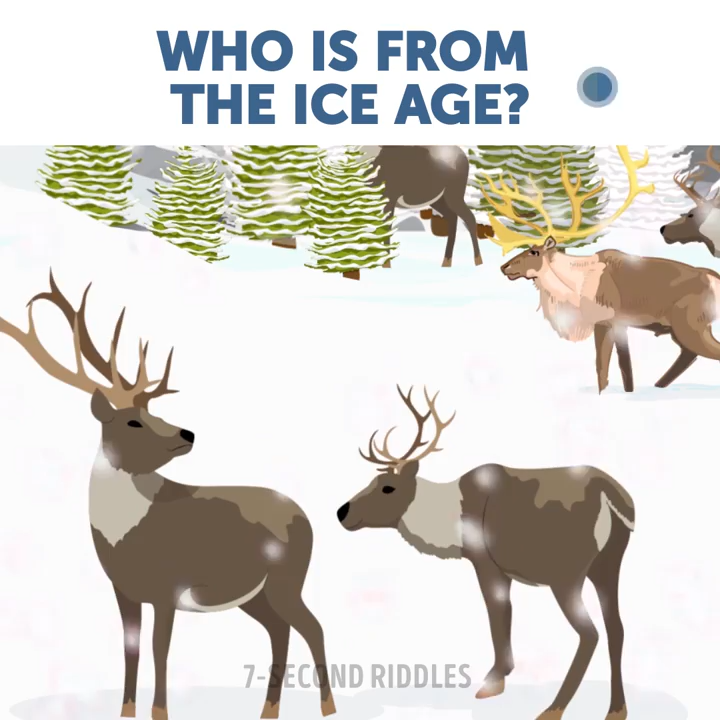 WHO IS FROM
THE ICE AGE?
7-SECOND RIDDLES